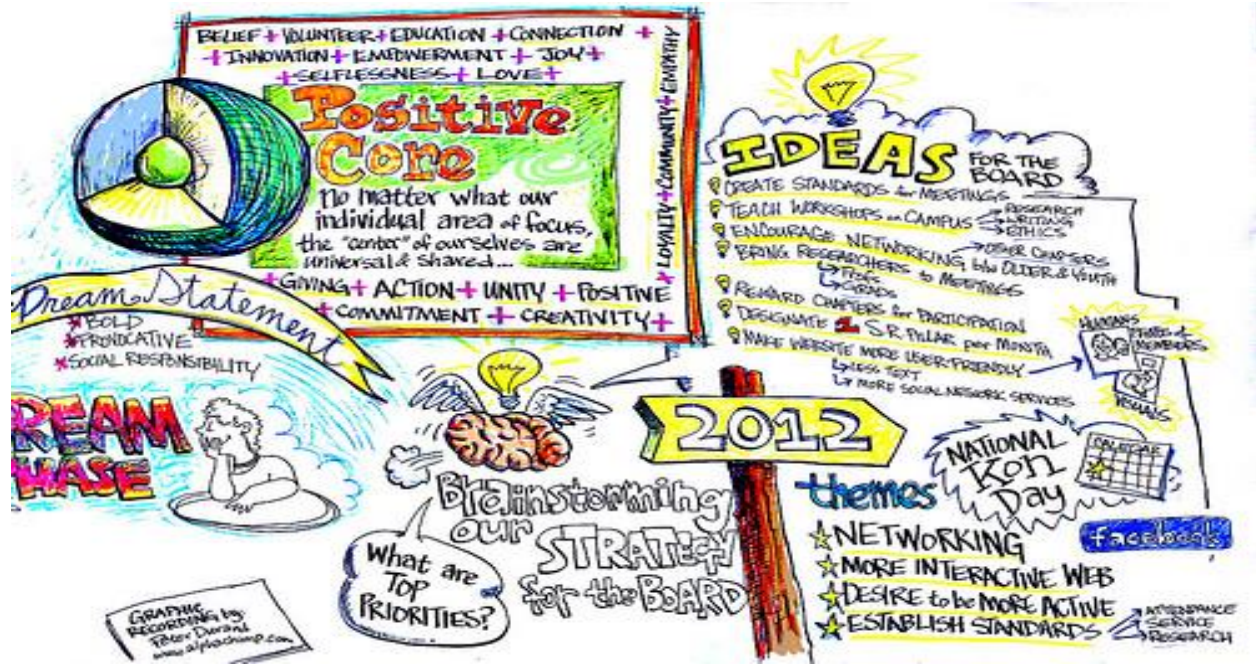 BELIEF + VOLUNTEER + EDUCATION + CONNECTION +
+ INNOVATION + EMPOWERMENT + JOY +
+ SELFLESSNESS + LOVE +
LOYALTY + COMMUNITY + EMPATHY
Positive
Core
No matter what our
individual area of focus,
the "center" of ourselves are
universal & shared...
+ GIVING + ACTION + UNITY + POSITIVE
+ COMMITMENT + CREATIVITY +
Dream Statement
* BOLD
* PROVOCATIVE
* SOCIAL RESPONSIBILITY
REAM
HASE
GRAPHIC
RECORDING by:
Peter Durand
www.alphachimp.com
What are
TOP
PRIORITIES?
Brainstorming
our STRATEGY
for the BOARD
IDEAS FOR THE
BOARD
CREATE STANDARDS for MEETINGS
TEACH WORKSHOPS on CAMPUS
RESEARCH
WRITING
ETHICS
ENCOURAGE NETWORKING b/w OLDER & YOUTH
OTHER CHAPTERS
BRING RESEARCHERS to MEETINGS
PROFS
GRADS
REWARD CHAPTERS for PARTICIPATION
DESIGNATE 1 S.R. PILLAR per MONTH
MAKE WEBSITE MORE USER-FRIENDLY
LESS TEXT
MORE SOCIAL NETWORK SERVICES
HUMANS
MEMBERS
VISUALS
2012
themes
NETWORKING
MORE INTERACTIVE WEB
DESIRE to be MORE ACTIVE
ESTABLISH STANDARDS
ATTENDANCE
SERVICE
RESEARCH
NATIONAL
Kon
Day
CALENDAR
facebook